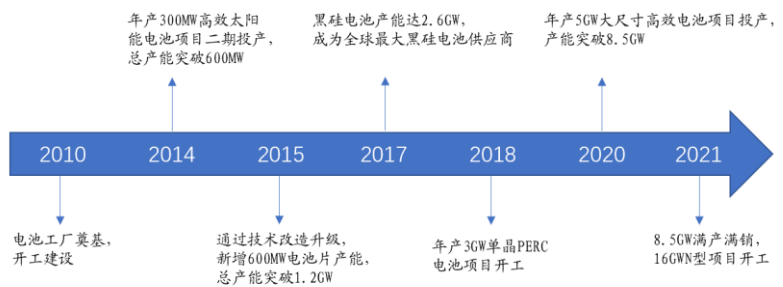 年产300MW高效太阳
能电池项目二期投产，
总产能突破600MW
黑硅电池产能达2.6GW，
成为全球最大黑硅电池供应商
年产5GW大尺寸高效电池项目投产，
产能突破8.5GW
2010 2014 2015 2017 2018 2020 2021
电池工厂奠基，
开工建设
通过技术改造升级，
新增600MW电池片产能，
总产能突破1.2GW
年产3GW单晶PERC
电池项目开工
8.5GW满产满销，
16GWN型项目开工